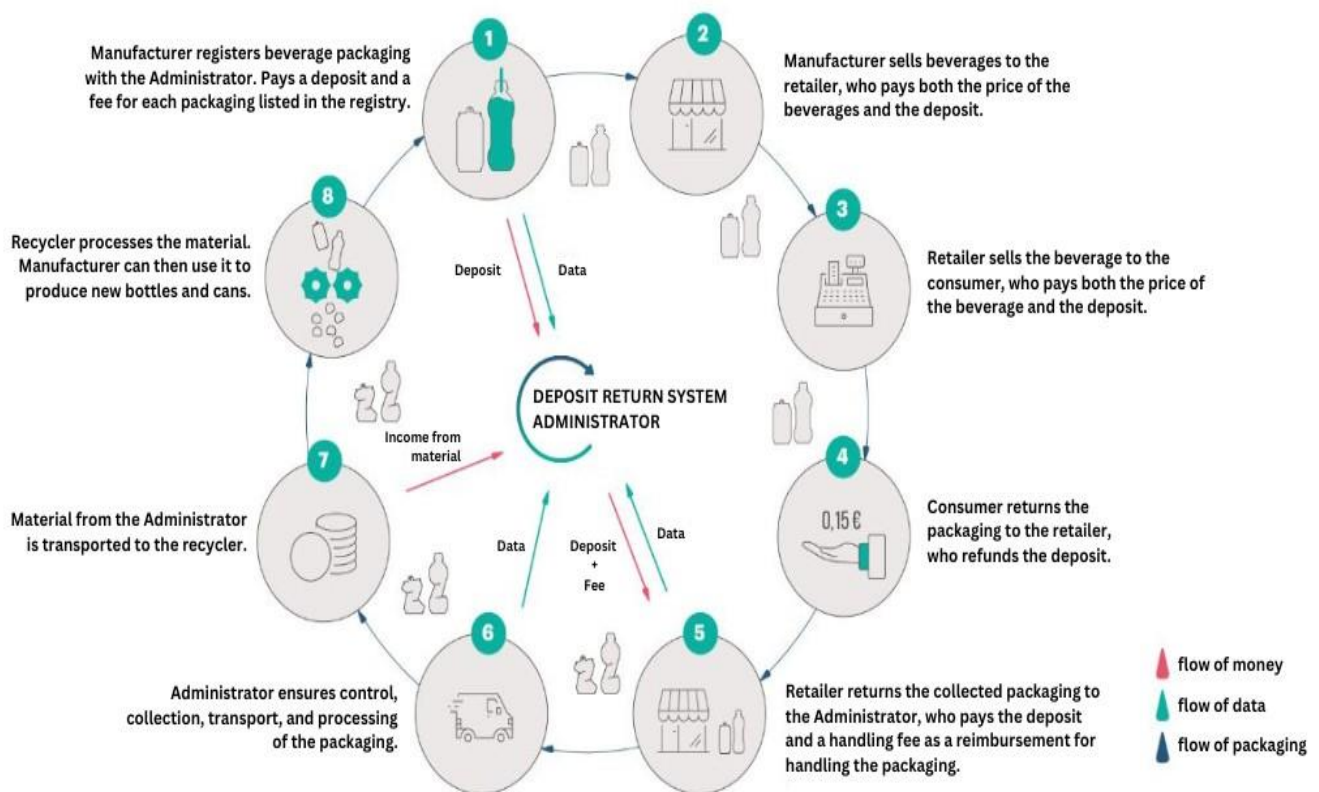 1
Manufacturer registers beverage packaging
with the Administrator. Pays a deposit and a
fee for each packaging listed in the registry.
2
Manufacturer sells beverages to the
retailer, who pays both the price of the
beverages and the deposit.
3
Retailer sells the beverage to the
consumer, who pays both the price of
the beverage and the deposit.
4
0,15 €
Consumer returns the
packaging to the retailer,
who refunds the deposit.
5
Retailer returns the collected packaging to
the Administrator, who pays the deposit
and a handling fee as a reimbursement for
handling the packaging.
6
Administrator ensures control,
collection, transport, and processing
of the packaging.
7
Material from the Administrator
is transported to the recycler.
8
Recycler processes the material.
Manufacturer can then use it to
produce new bottles and cans.
Deposit
Data
DEPOSIT RETURN SYSTEM
ADMINISTRATOR
Income from
material
Data
Deposit
+
Fee
Data
flow of money
flow of data
flow of packaging